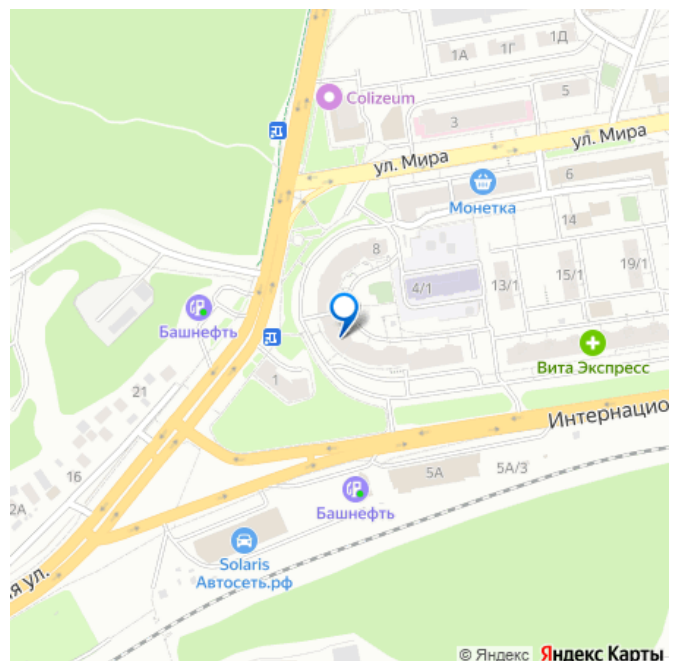 1Д
1Г
1А
5
Colizeum
3
ул. Мира
ул. Мира
6
Монетка
14
8
19/1
15/1
4/1
13/1
Башнефть
Вита Экспресс
1
21
Интернацио
16
5А
5А/3
2А
Башнефть
Solaris
Автосеть.рф
я ул.
© Яндекс Яндекс Карты